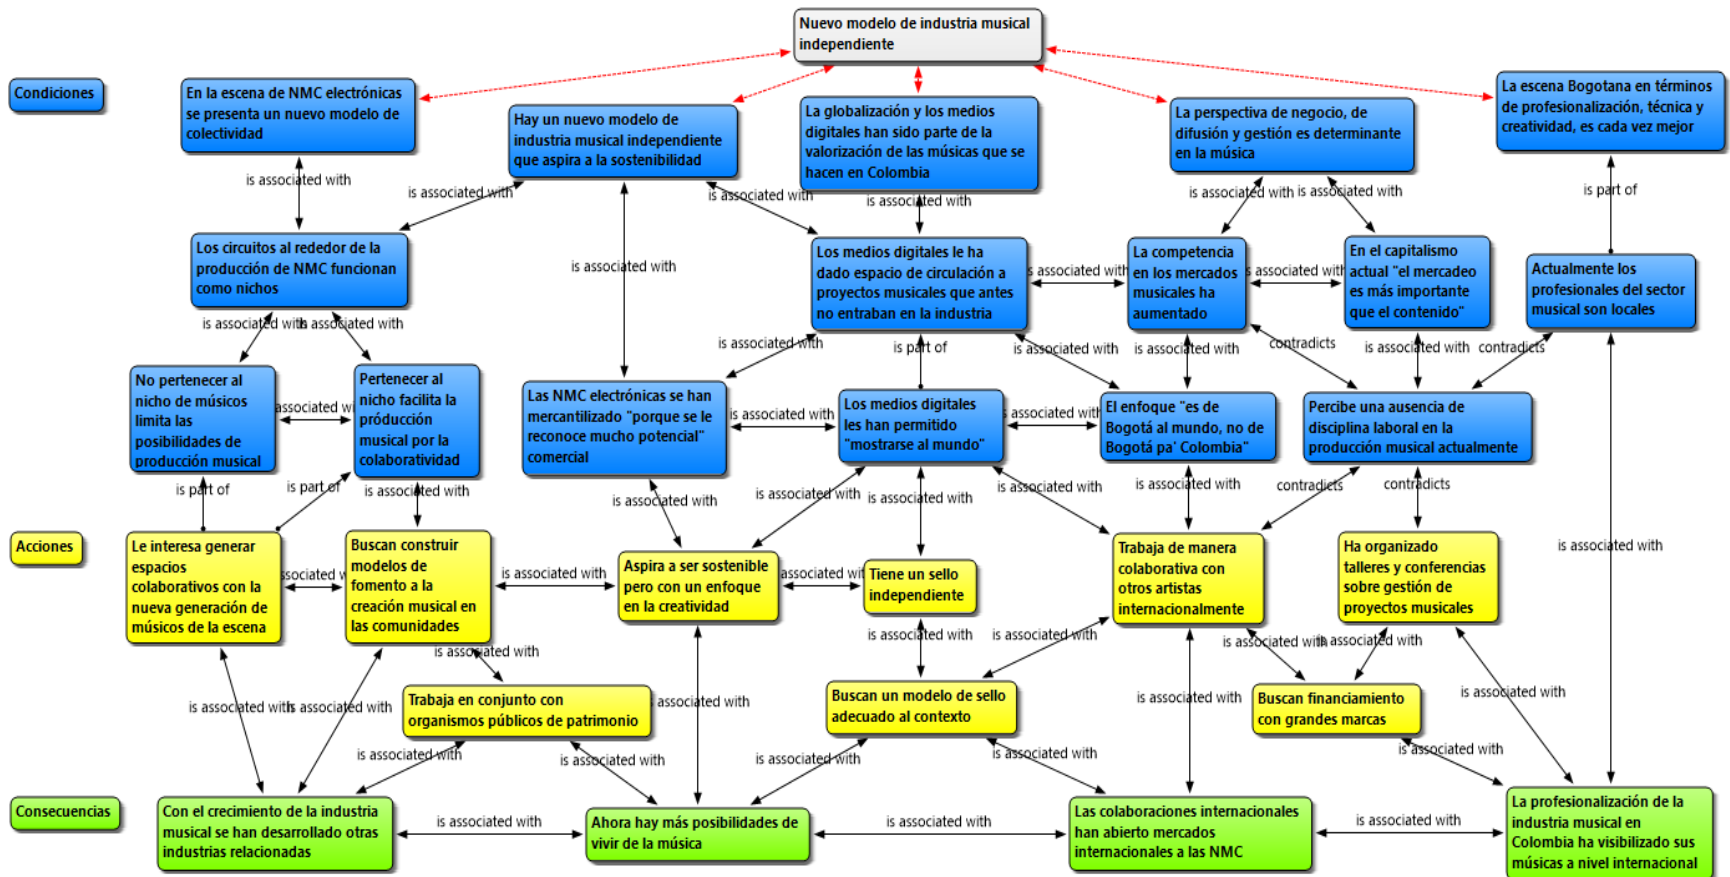 Nuevo modelo de industria musical
independiente
Condiciones
En la escena de NMC electrónicas
se presenta un nuevo modelo de
colectividad
Hay un nuevo modelo de
industria musical independiente
que aspira a la sostenibilidad
La globalización y los medios
digitales han sido parte de la
valorización de las músicas que se
hacen en Colombia
La perspectiva de negocio, de
difusión y gestión es determinante
en la música
La escena Bogotana en términos
de profesionalización, técnica y
creatividad, es cada vez mejor
is associated with
is associated with
is associated with
is associated with
is associated with
is associated with
is part of
Los circuitos al rededor de la
producción de NMC funcionan
como nichos
is associated with
Los medios digitales le ha
dado espacio de circulación a
proyectos musicales que antes
no entraban en la industria
is associated with
La competencia
en los mercados
musicales ha
aumentado
is associated with
En el capitalismo
actual "el mercadeo
es más importante
que el contenido"
Actualmente los
profesionales del sector
musical son locales
is associated with
is associated with
is associated with
is part of
is associated with
is associated with
contradicts
is associated with
contradicts
No pertenecer al
nicho de músicos
limita las
posibilidades de
producción musical
associated wi
Pertenecer al
nicho facilita la
próducción
musical por la
colaboratividad
Las NMC electrónicas se han
mercantilizado "porque se le
reconoce mucho potencial"
comercial
is associated with
Los medios digitales
les han permitido
"mostrarse al mundo"
is associated with
El enfoque "es de
Bogotá al mundo, no de
Bogotá pa' Colombia"
Percibe una ausencia de
disciplina laboral en la
producción musical actualmente
is part of
is part of
is associated with
is associated with
is associated with
is associated with
is associated with
is associated with
contradicts
contradicts
Acciones
Le interesa generar
espacios
colaborativos con la
nueva generación de
músicos de la escena
ssociated w
Buscan construir
modelos de
fomento a la
creación musical en
las comunidades
is associated with
Aspira a ser sostenible
pero con un enfoque
en la creatividad
associated wi
Tiene un sello
independiente
Trabaja de manera
colaborativa con
otros artistas
internacionalmente
Ha organizado
talleres y conferencias
sobre gestión de
proyectos musicales
is associated with
is associated with
is associated with
is associated with
is associated with
is associated with
Trabaja en conjunto con
organismos públicos de patrimonio
Buscan un modelo de sello
adecuado al contexto
Buscan financiamiento
con grandes marcas
is associated with
is associated with
s associated with
is associated with
is associated with
is associated with
is associated with
is associated with
is associated with
is associated with
Consecuencias
Con el crecimiento de la industria
musical se han desarrollado otras
industrias relacionadas
is associated with
Ahora hay más posibilidades de
vivir de la música
is associated with
Las colaboraciones internacionales
han abierto mercados
internacionales a las NMC
is associated with
La profesionalización de la
industria musical en
Colombia ha visibilizado sus
músicas a nivel internacional